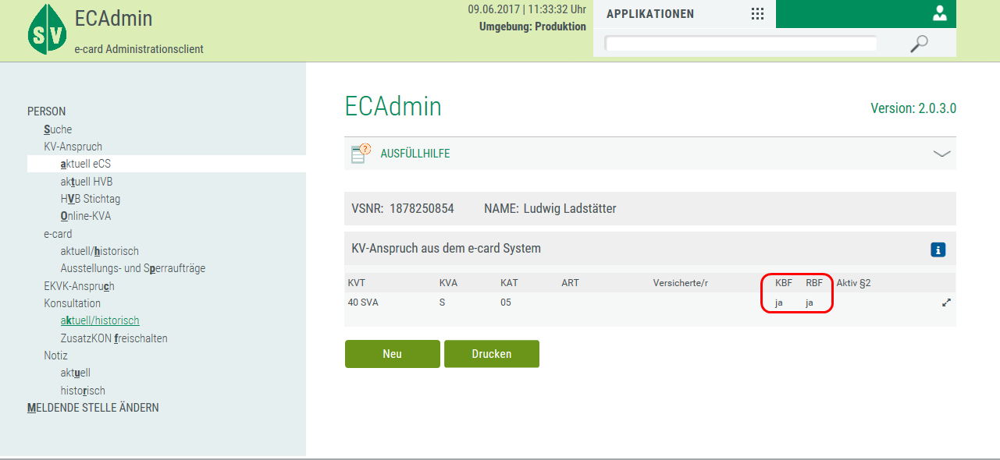 SV
ECAdmin
e-card Administrationsclient
09.06.2017 | 11:33:32 Uhr
Umgebung: Produktion
APPLIKATIONEN
PERSON
Suche
KV-Anspruch
aktuell eCS
aktuell HVB
HVB Stichtag
Online-KVA
e-card
aktuell/historisch
Ausstellungs- und Sperraufträge
EKVK-Anspruch
Konsultation
aktuell/historisch
ZusatzKON freischalten
Notiz
aktuell
historisch
MELDENDE STELLE ÄNDERN
ECAdmin
Version: 2.0.3.0
? AUSFÜLLHILFE
VSNR: 1878250854 NAME: Ludwig Ladstätter
KV-Anspruch aus dem e-card System i
KVT KVA KAT ART Versicherte/r KBF RBF Aktiv §2
40 SVA S 05 ja ja
Neu Drucken